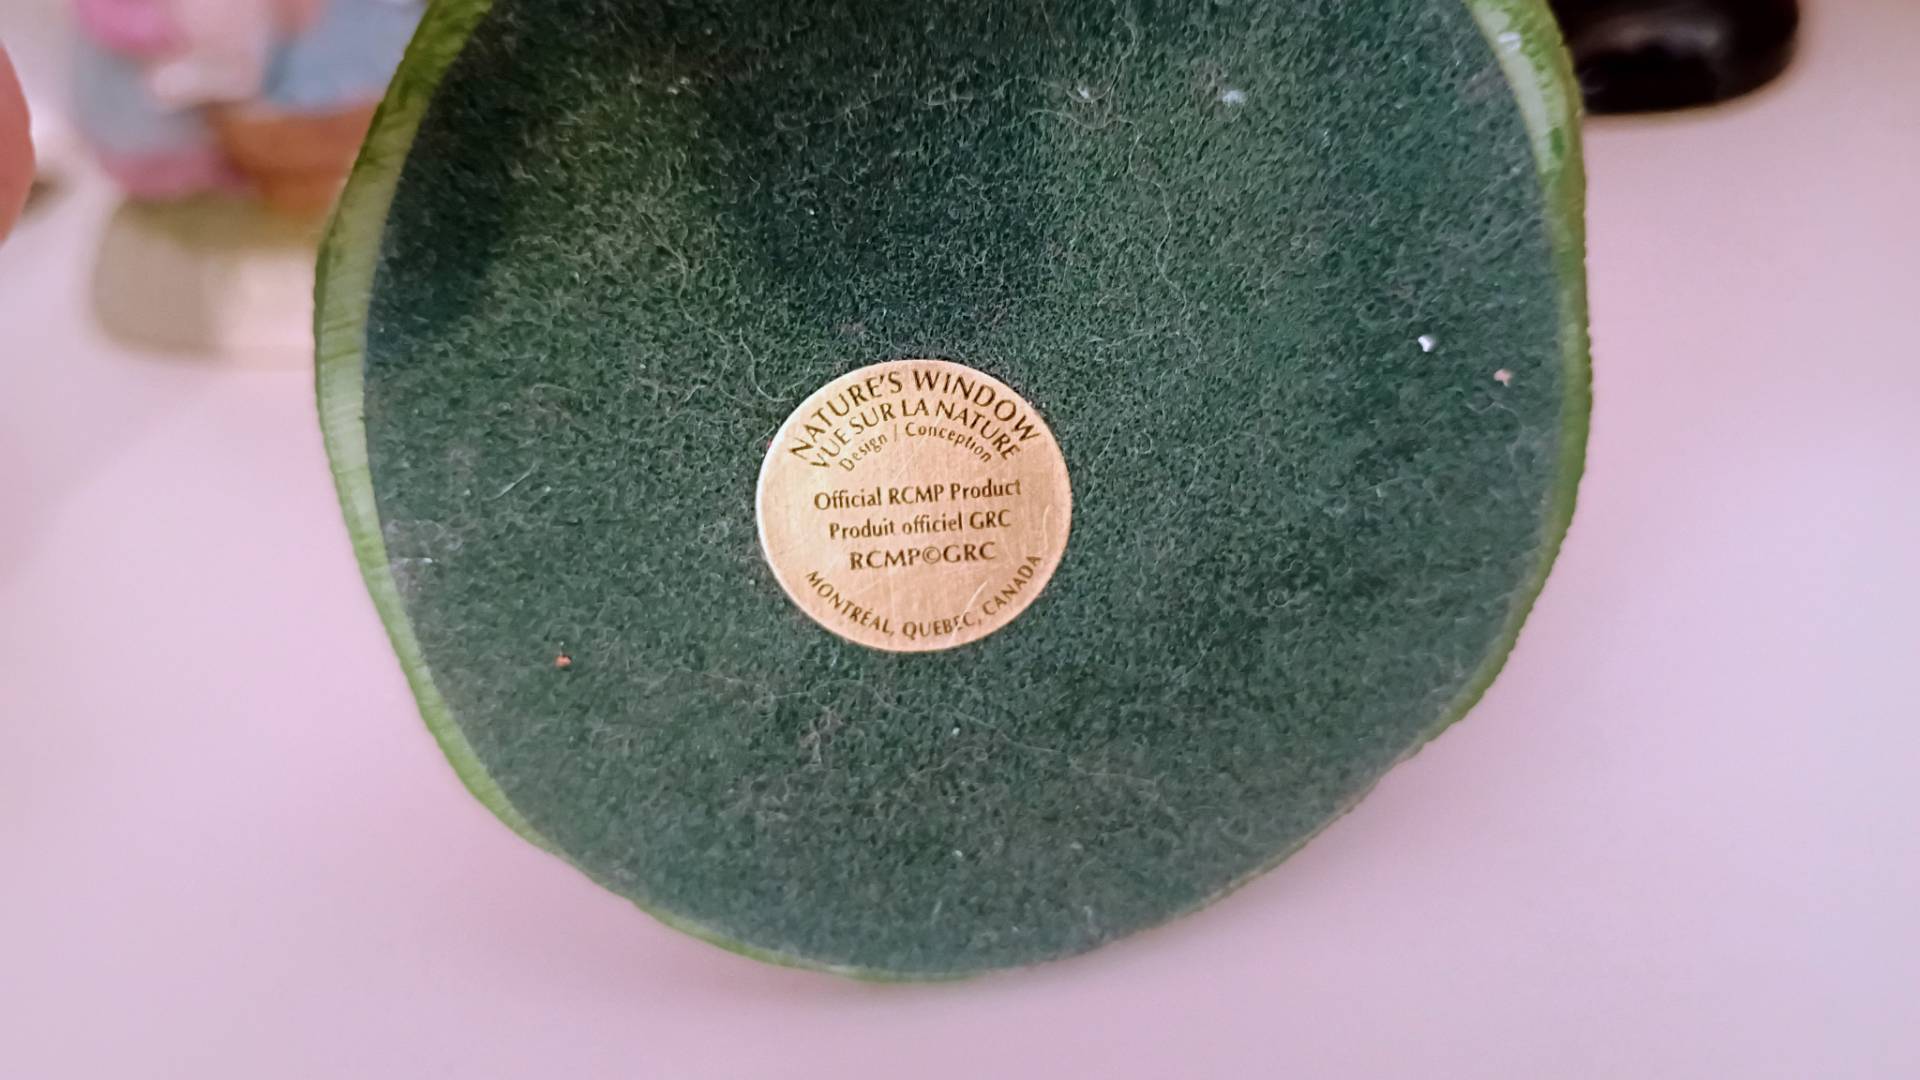 NATURE'S WINDOW
VUE SUR LA NATURE
Design / Conception
Official RCMP Product
Produit officiel GRC
RCMP©GRC
MONTRÉAL, QUEBEC, CANADA